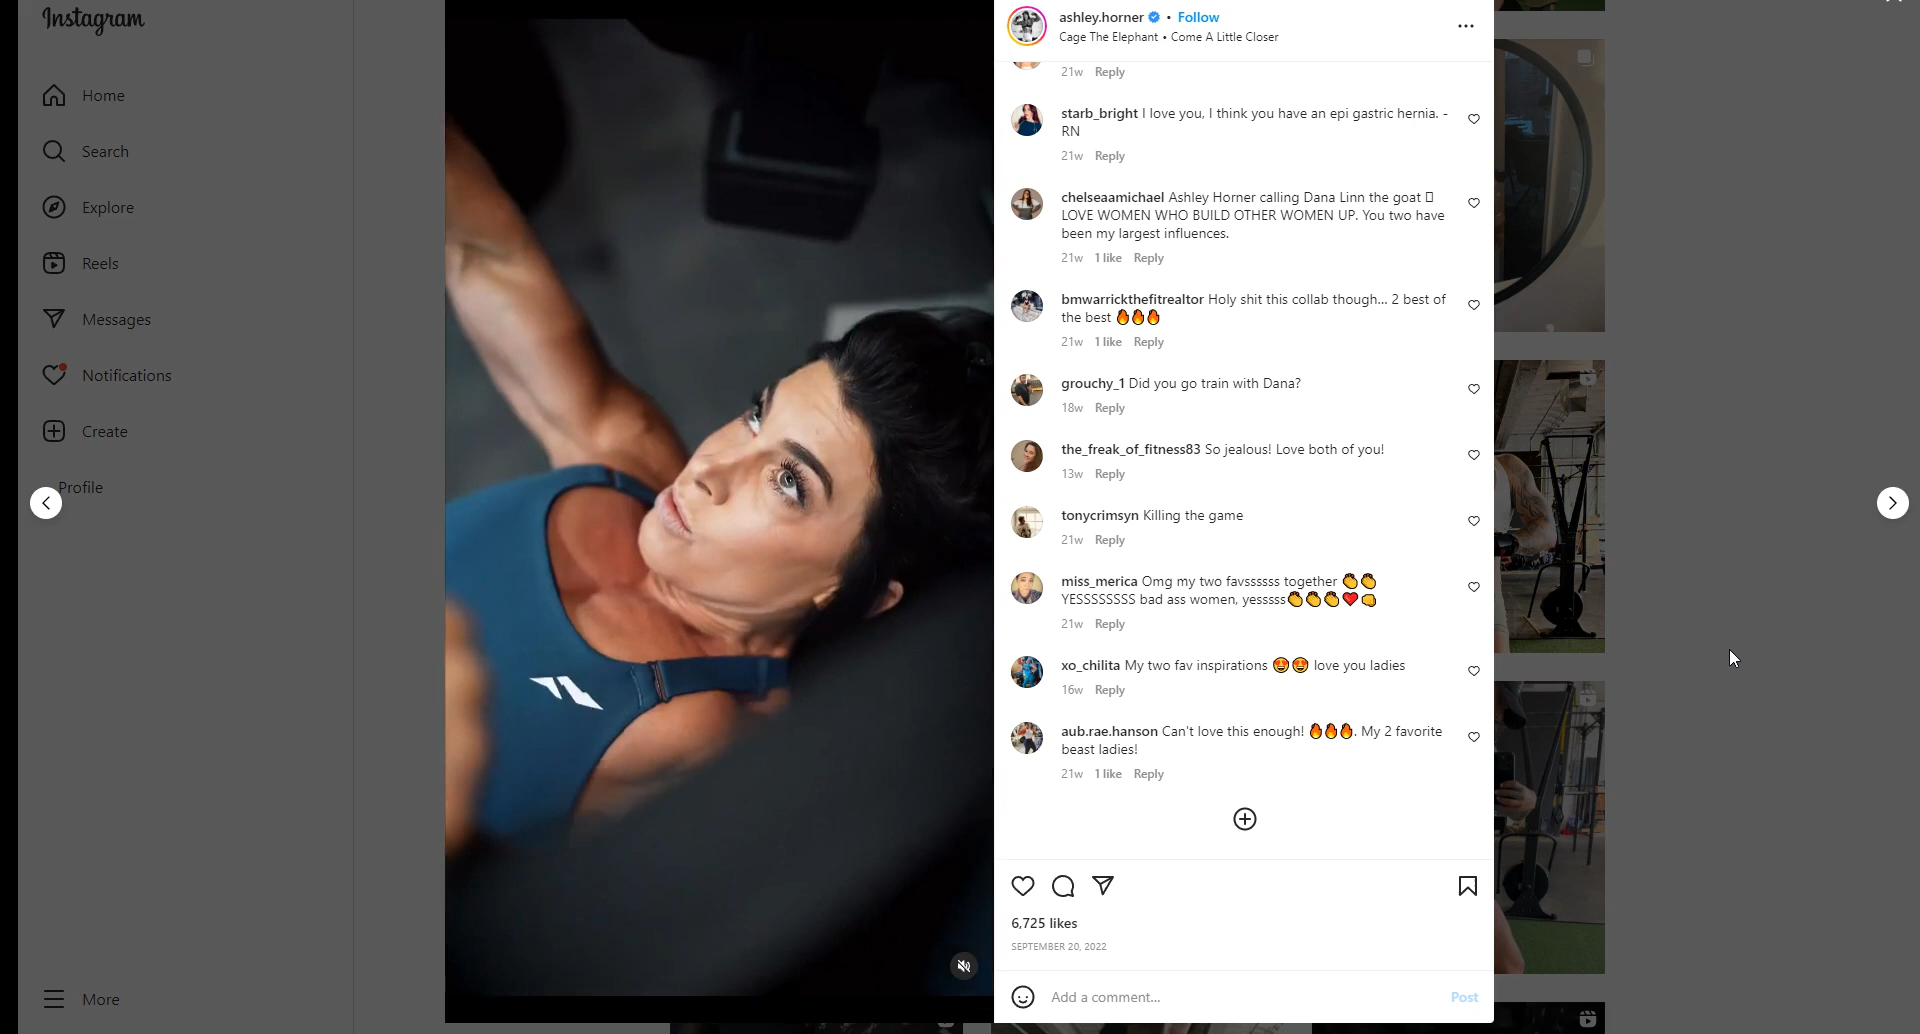 Instagram
Home
Search
Explore
Reels
Messages
Notifications
Create
Profile
More
ashley.horner • Follow
Cage The Elephant • Come A Little Closer
21w Reply
starb_bright I love you, I think you have an epi gastric hernia. -
RN
21w Reply
chelseaamichael Ashley Horner calling Dana Linn the goat
LOVE WOMEN WHO BUILD OTHER WOMEN UP. You two have
been my largest influences.
21w 1 like Reply
bmwarrickthefitrealtor Holy shit this collab though... 2 best of
the best 🔥🔥🔥
21w 1 like Reply
grouchy_1 Did you go train with Dana?
18w Reply
the_freak_of_fitness83 So jealous! Love both of you!
13w Reply
tonycrimsyn Killing the game
21w Reply
miss_merica Omg my two favssssss together 👏👏
YESSSSSSSS bad ass women, yesssss👏👏👏❤️👊
21w Reply
xo_chilita My two fav inspirations 😍😍 love you ladies
16w Reply
aub.rae.hanson Can't love this enough! 🔥🔥🔥. My 2 favorite
beast ladies!
21w 1 like Reply
6,725 likes
SEPTEMBER 20, 2022
Add a comment...
Post